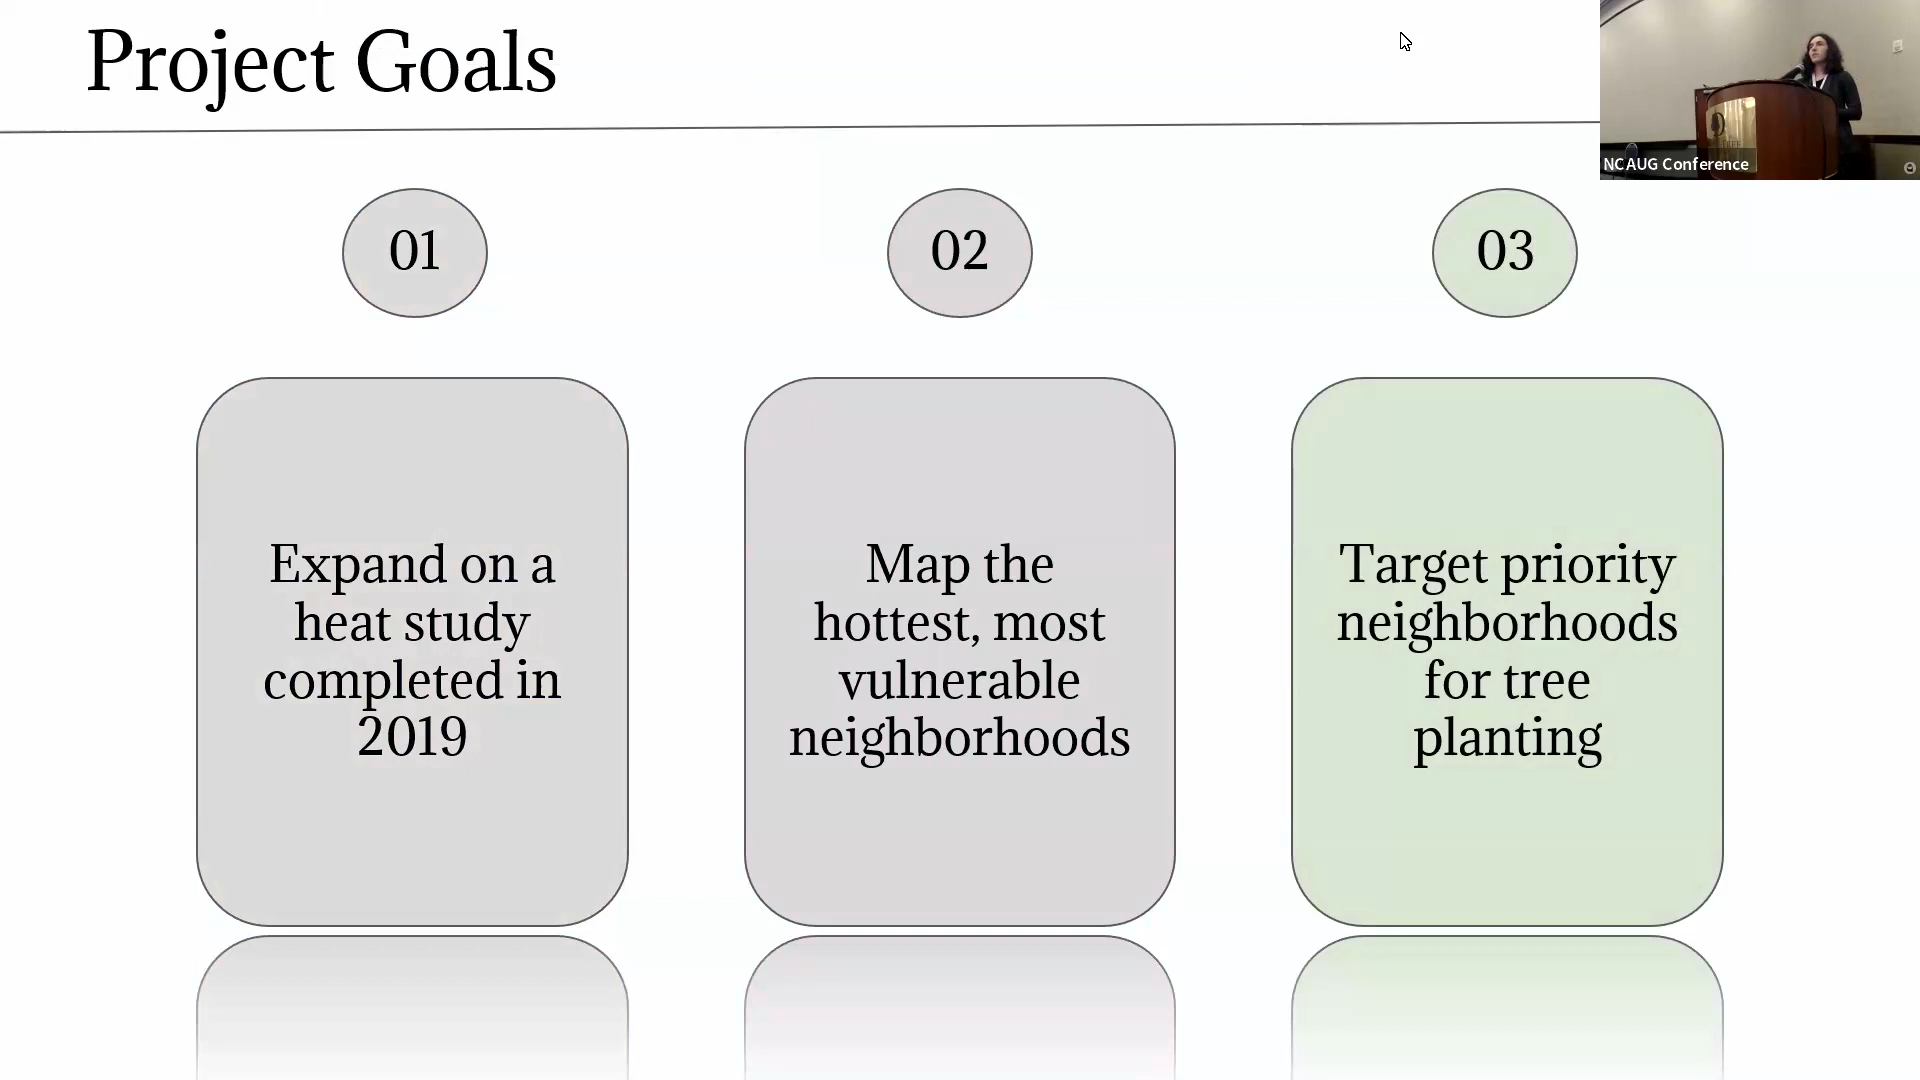 Project Goals
NCAUG Conference
01
02
03
Expand on a
heat study
completed in
2019
Map the
hottest, most
vulnerable
neighborhoods
Target priority
neighborhoods
for tree
planting